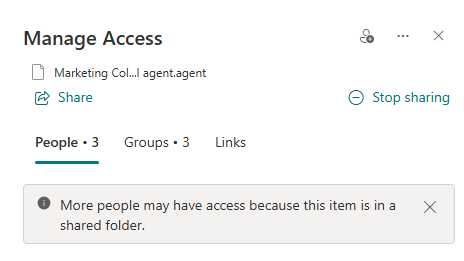 Manage Access
Marketing Col...l agent.agent
Share
Stop sharing
People • 3
Groups • 3
Links
More people may have access because this item is in a
shared folder.